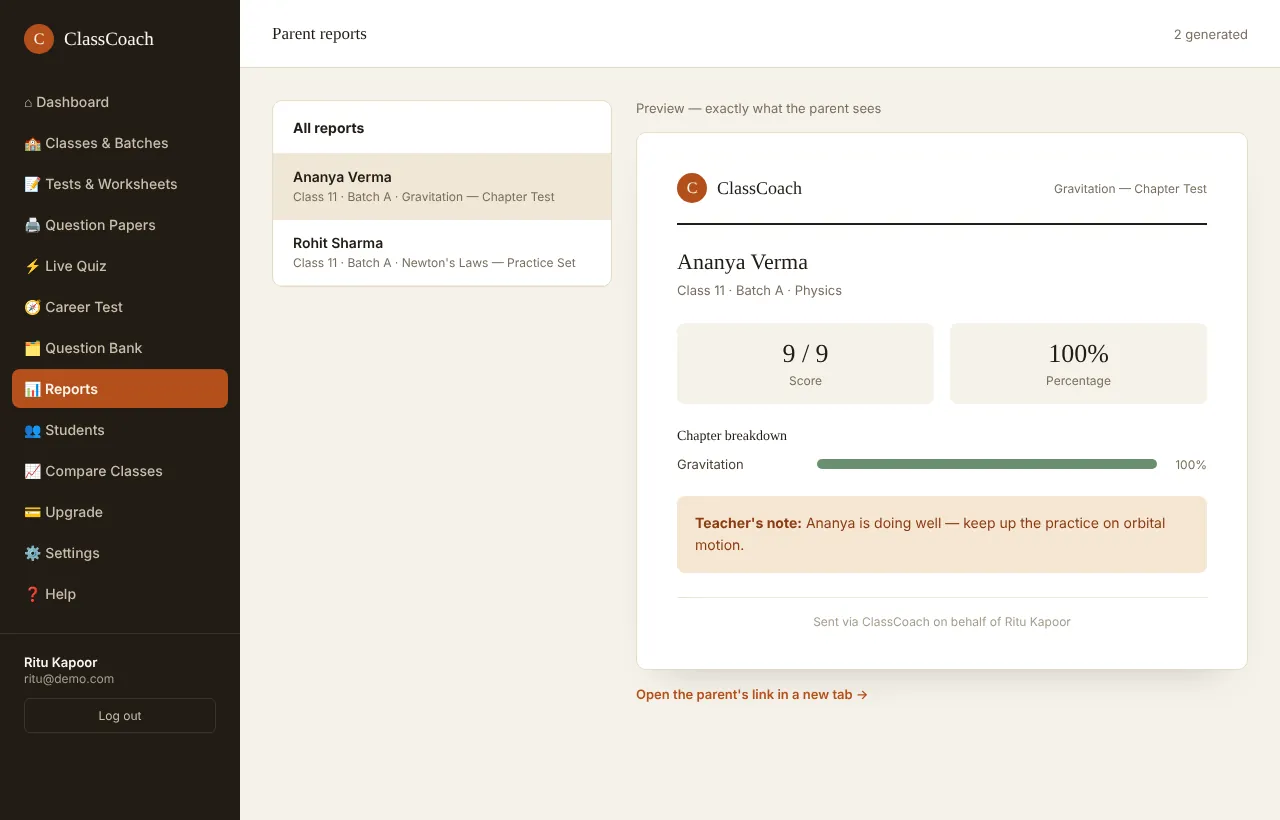 C ClassCoach
Dashboard
Classes & Batches
Tests & Worksheets
Question Papers
Live Quiz
Career Test
Question Bank
Reports
Students
Compare Classes
Upgrade
Settings
Help
Ritu Kapoor
ritu@demo.com
Log out
Parent reports
2 generated
All reports
Ananya Verma
Class 11 · Batch A · Gravitation — Chapter Test
Rohit Sharma
Class 11 · Batch A · Newton's Laws — Practice Set
Preview — exactly what the parent sees
C ClassCoach
Gravitation — Chapter Test
Ananya Verma
Class 11 · Batch A · Physics
9 / 9
Score
100%
Percentage
Chapter breakdown
Gravitation
100%
Teacher's note: Ananya is doing well — keep up the practice on orbital
motion.
Sent via ClassCoach on behalf of Ritu Kapoor
Open the parent's link in a new tab →